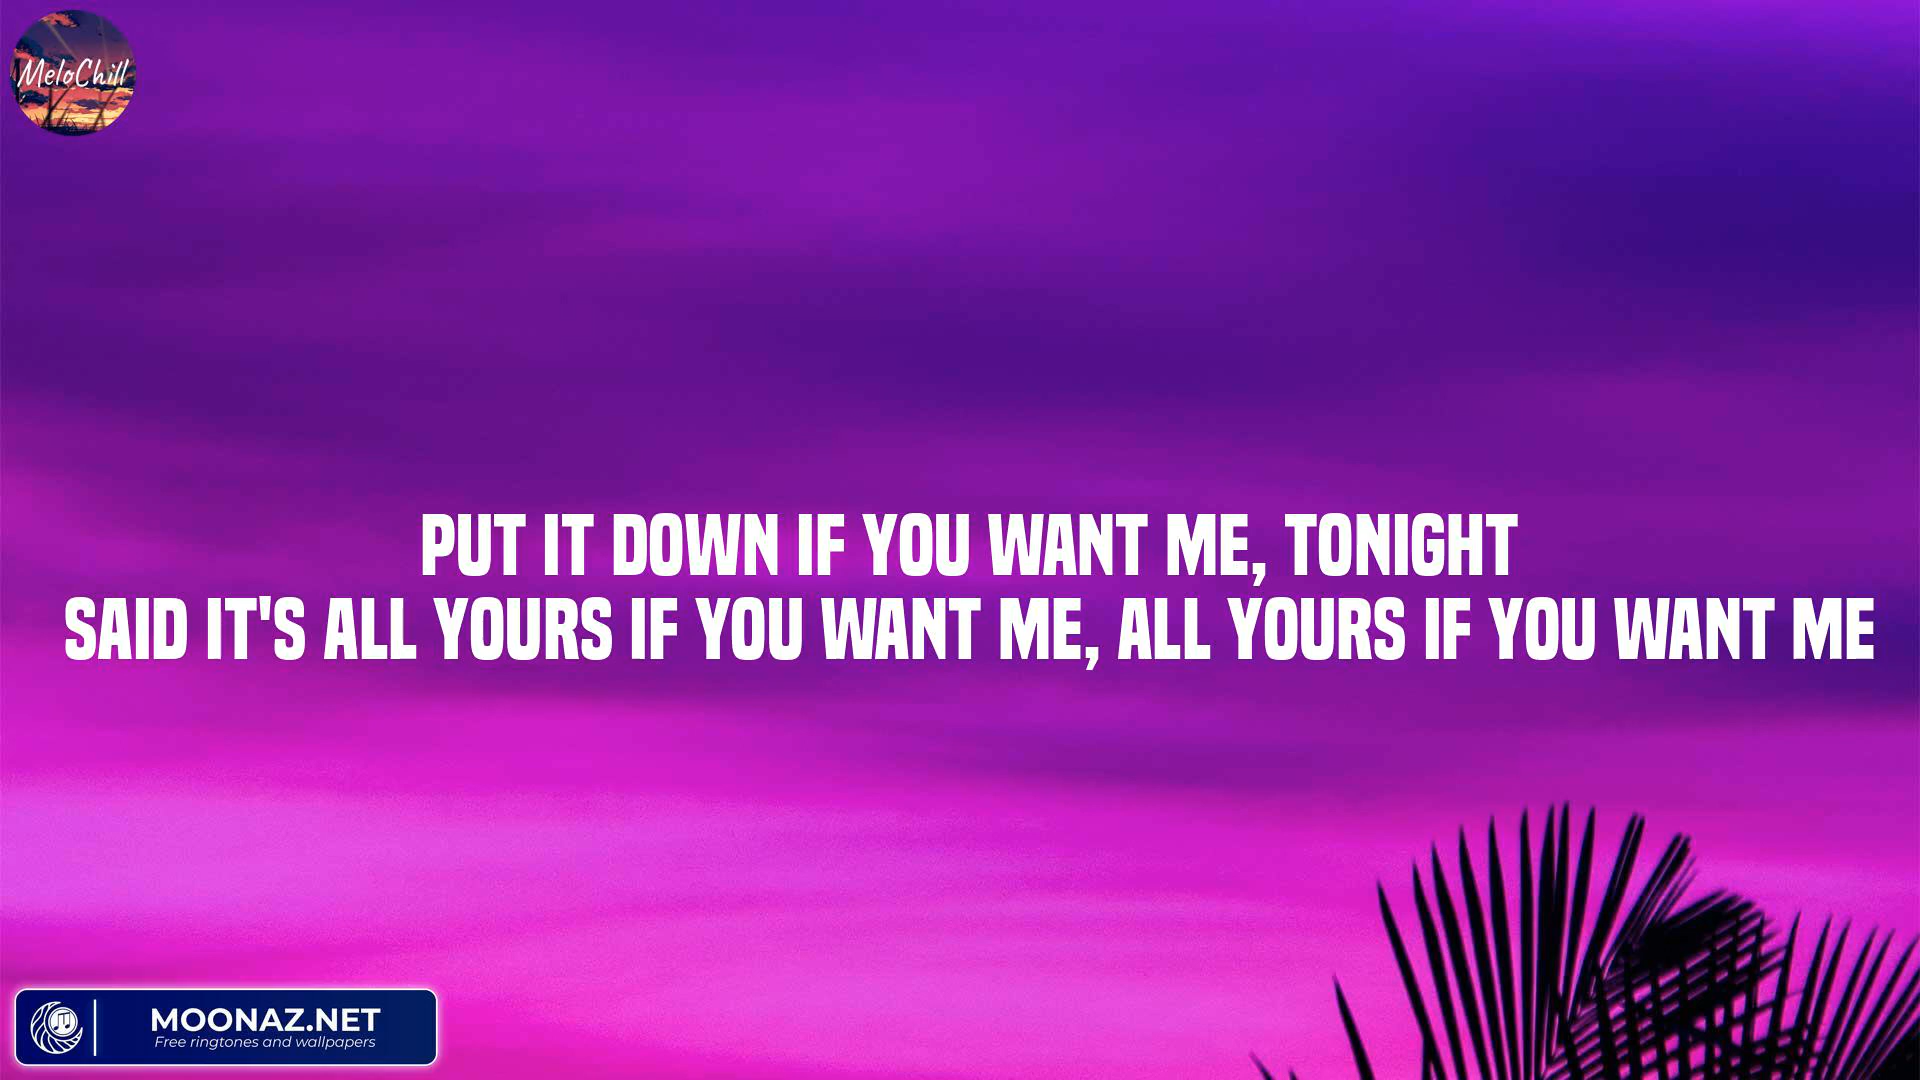 MeloChill
PUT IT DOWN IF YOU WANT ME, TONIGHT
SAID IT'S ALL YOURS IF YOU WANT ME, ALL YOURS IF YOU WANT ME
MOONAZ.NET
Free ringtones and wallpapers